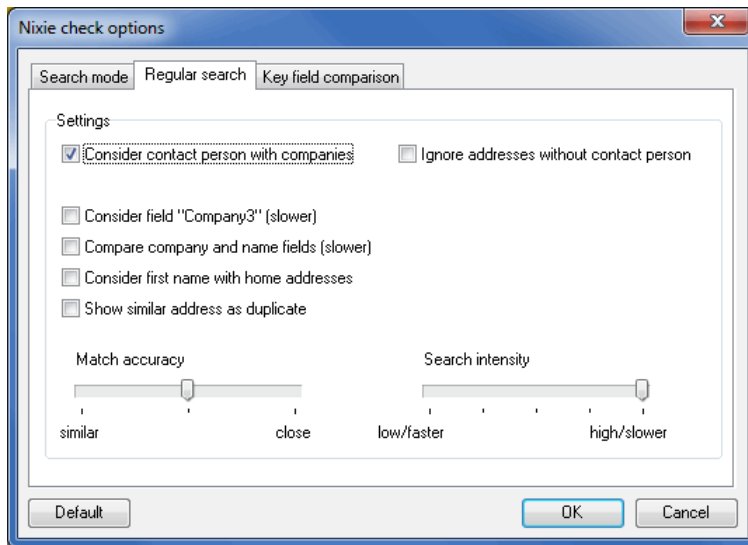 Nixie check options
Search mode Regular search Key field comparison
Settings
Consider contact person with companies Ignore addresses without contact person
Consider field "Company3" (slower)
Compare company and name fields (slower)
Consider first name with home addresses
Show similar address as duplicate
Match accuracy Search intensity
similar close low/faster high/slower
Default OK Cancel